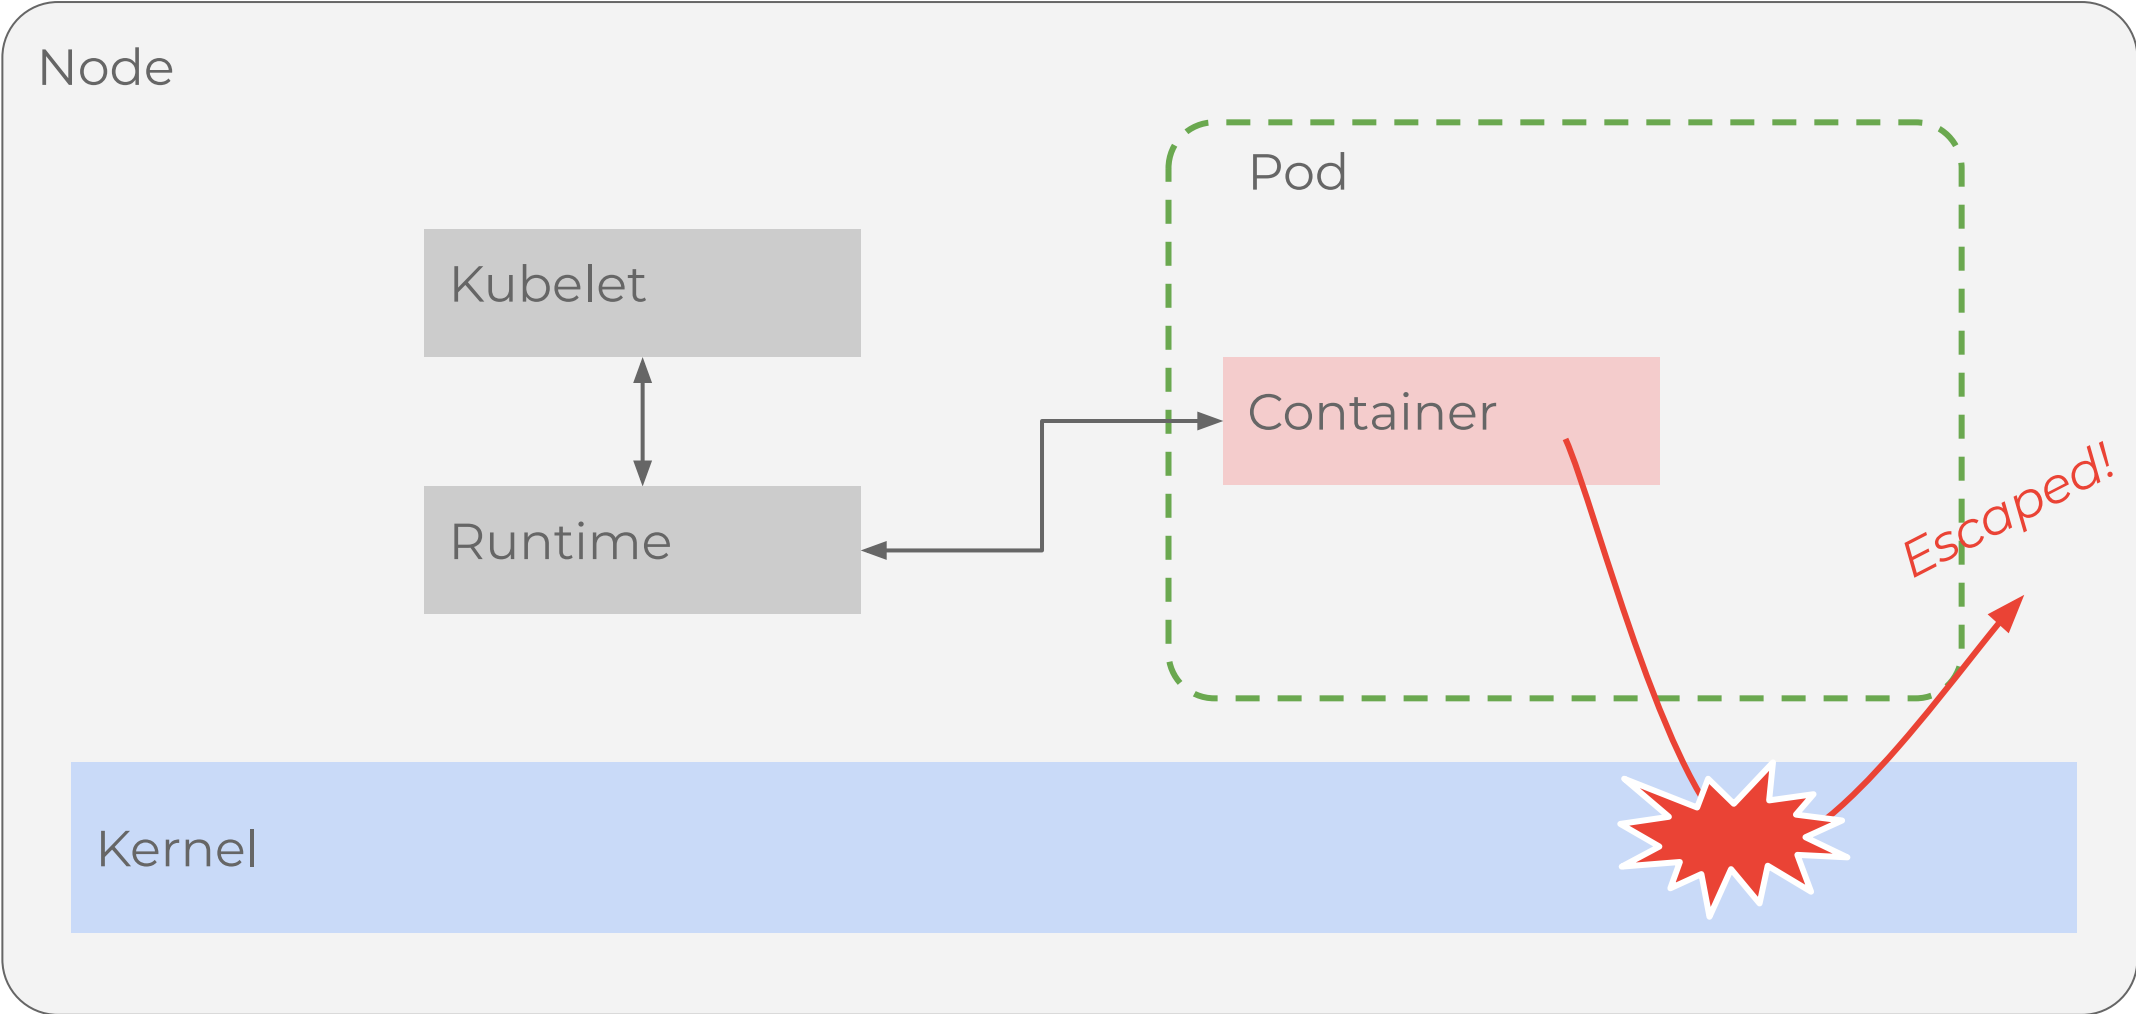 Node
Pod
Kubelet
Container
Runtime
Escaped!
Kernel